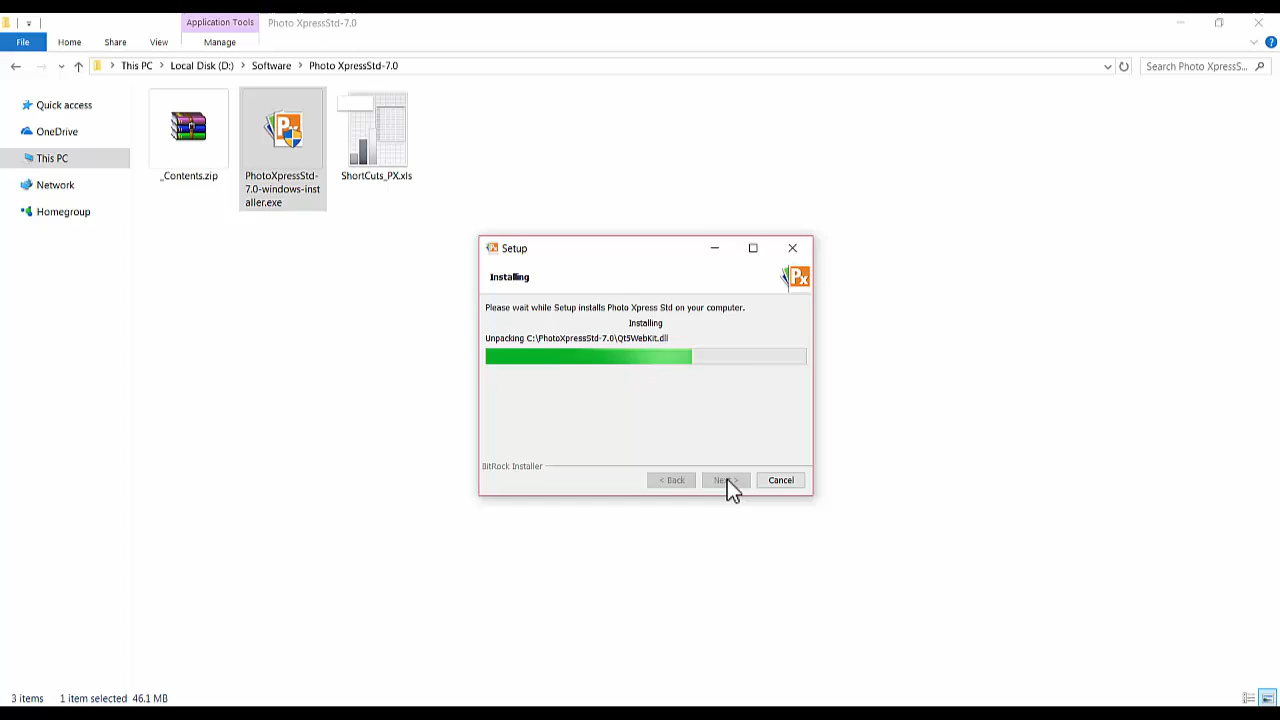 Application Tools
Photo XpressStd-7.0
File
Home
Share
View
Manage
This PC
Local Disk (D:)
Software
Photo XpressStd-7.0
Search Photo XpressS...
Quick access
OneDrive
This PC
Network
Homegroup
_Contents.zip
PhotoXpressStd-
7.0-windows-inst
aller.exe
ShortCuts_PX.xls
Setup
Installing
Px
Please wait while Setup installs Photo Xpress Std on your computer.
Installing
Unpacking C:\PhotoXpressStd-7.0\Qt5WebKit.dll
BitRock Installer
< Back
Cancel
3 items
1 item selected 46.1 MB